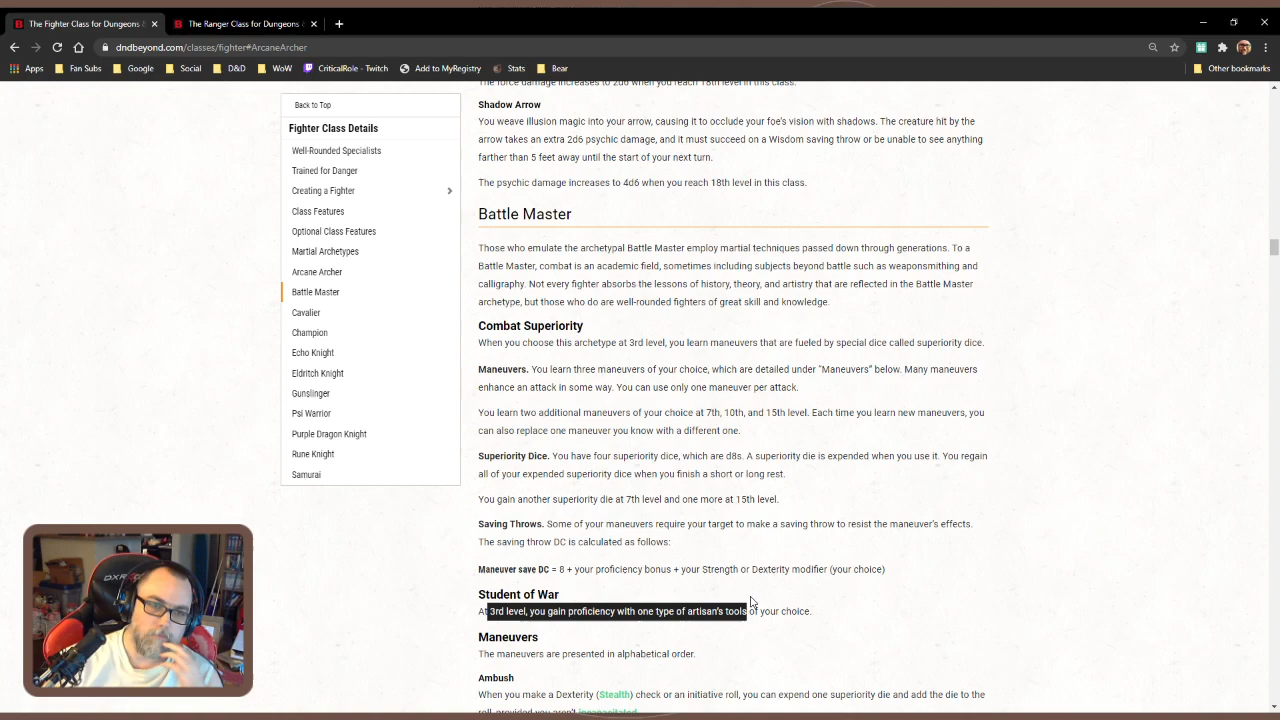 The Fighter Class for Dungeons &
The Ranger Class for Dungeons &
dndbeyond.com/classes/fighter#ArcaneArcher
Apps Fan Subs Google Social D&D WoW CriticalRole - Twitch Add to MyRegistry Stats Bear Other bookmarks
The force damage increases to 2d6 when you reach 18th level in this class.
Back to Top
Fighter Class Details
Well-Rounded Specialists
Trained for Danger
Creating a Fighter
Class Features
Optional Class Features
Martial Archetypes
Arcane Archer
Battle Master
Cavalier
Champion
Echo Knight
Eldritch Knight
Gunslinger
Psi Warrior
Purple Dragon Knight
Rune Knight
Samurai
Shadow Arrow
You weave illusion magic into your arrow, causing it to occlude your foe's vision with shadows. The creature hit by the
arrow takes an extra 2d6 psychic damage, and it must succeed on a Wisdom saving throw or be unable to see anything
farther than 5 feet away until the start of your next turn.
The psychic damage increases to 4d6 when you reach 18th level in this class.
Battle Master
Those who emulate the archetypal Battle Master employ martial techniques passed down through generations. To a
Battle Master, combat is an academic field, sometimes including subjects beyond battle such as weaponsmithing and
calligraphy. Not every fighter absorbs the lessons of history, theory, and artistry that are reflected in the Battle Master
archetype, but those who do are well-rounded fighters of great skill and knowledge.
Combat Superiority
When you choose this archetype at 3rd level, you learn maneuvers that are fueled by special dice called superiority dice.
Maneuvers. You learn three maneuvers of your choice, which are detailed under "Maneuvers" below. Many maneuvers
enhance an attack in some way. You can use only one maneuver per attack.
You learn two additional maneuvers of your choice at 7th, 10th, and 15th level. Each time you learn new maneuvers, you
can also replace one maneuver you know with a different one.
Superiority Dice. You have four superiority dice, which are d8s. A superiority die is expended when you use it. You regain
all of your expended superiority dice when you finish a short or long rest.
You gain another superiority die at 7th level and one more at 15th level.
Saving Throws. Some of your maneuvers require your target to make a saving throw to resist the maneuver's effects.
The saving throw DC is calculated as follows:
Maneuver save DC = 8 + your proficiency bonus + your Strength or Dexterity modifier (your choice)
Student of War
At 3rd level, you gain proficiency with one type of artisan's tools of your choice.
Maneuvers
The maneuvers are presented in alphabetical order.
Ambush
When you make a Dexterity (Stealth) check or an initiative roll, you can expend one superiority die and add the die to the
roll, provided you aren't incapacitated.
DXRACER